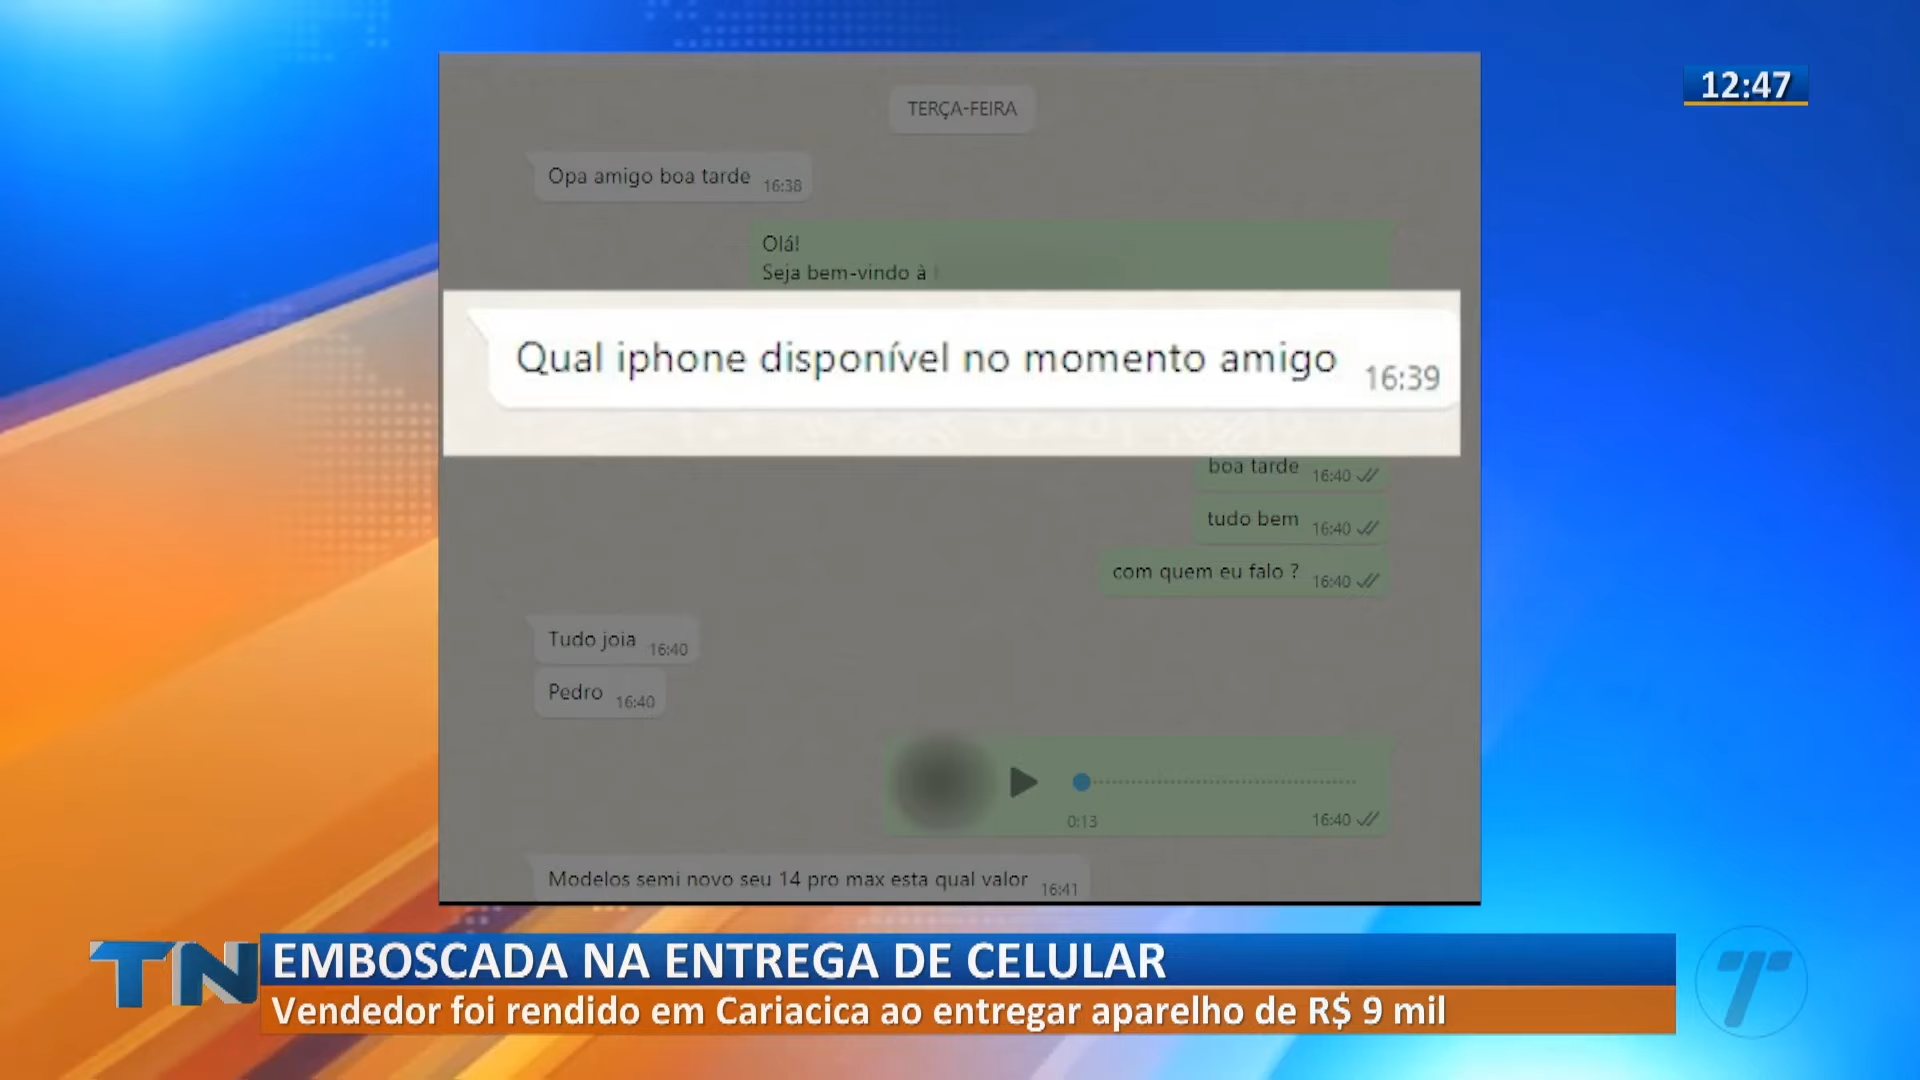 12:47
TERÇA-FEIRA
Opa amigo boa tarde 16:38
Olá!
Seja bem-vindo à
Qual iphone disponível no momento amigo 16:39
boa tarde 16:40
tudo bem 16:40
com quem eu falo ? 16:40
Tudo joia 16:40
Pedro 16:40
0:13 16:40
Modelos semi novo seu 14 pro max esta qual valor 16:41
TN EMBOSCADA NA ENTREGA DE CELULAR
Vendedor foi rendido em Cariacica ao entregar aparelho de R$ 9 mil
T